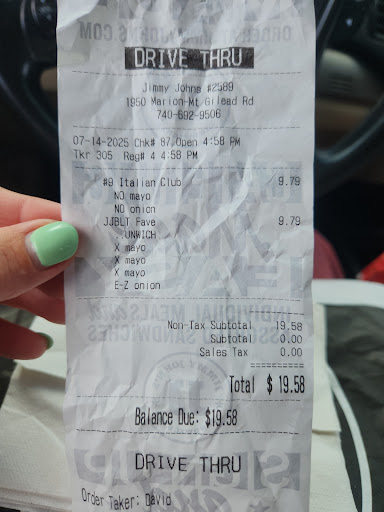 DRIVE THRU
Jimmy Johns #2589
1950 Marion-Mt Gilead Rd
740-692-9506
07-14-2025 Chk# 87 Open 4:58 PM
Tkr 305 Reg# 4 4:58 PM
#9 Italian Club 9.79
NO mayo
NO onion
JJBLT Fave 9.79
UNWICH
X mayo
X mayo
X mayo
E-Z onion
Non-Tax Subtotal 19.58
Subtotal 0.00
Sales Tax 0.00
============
Total $ 19.58
Balance Due: $19.58
DRIVE THRU
Order Taker: David